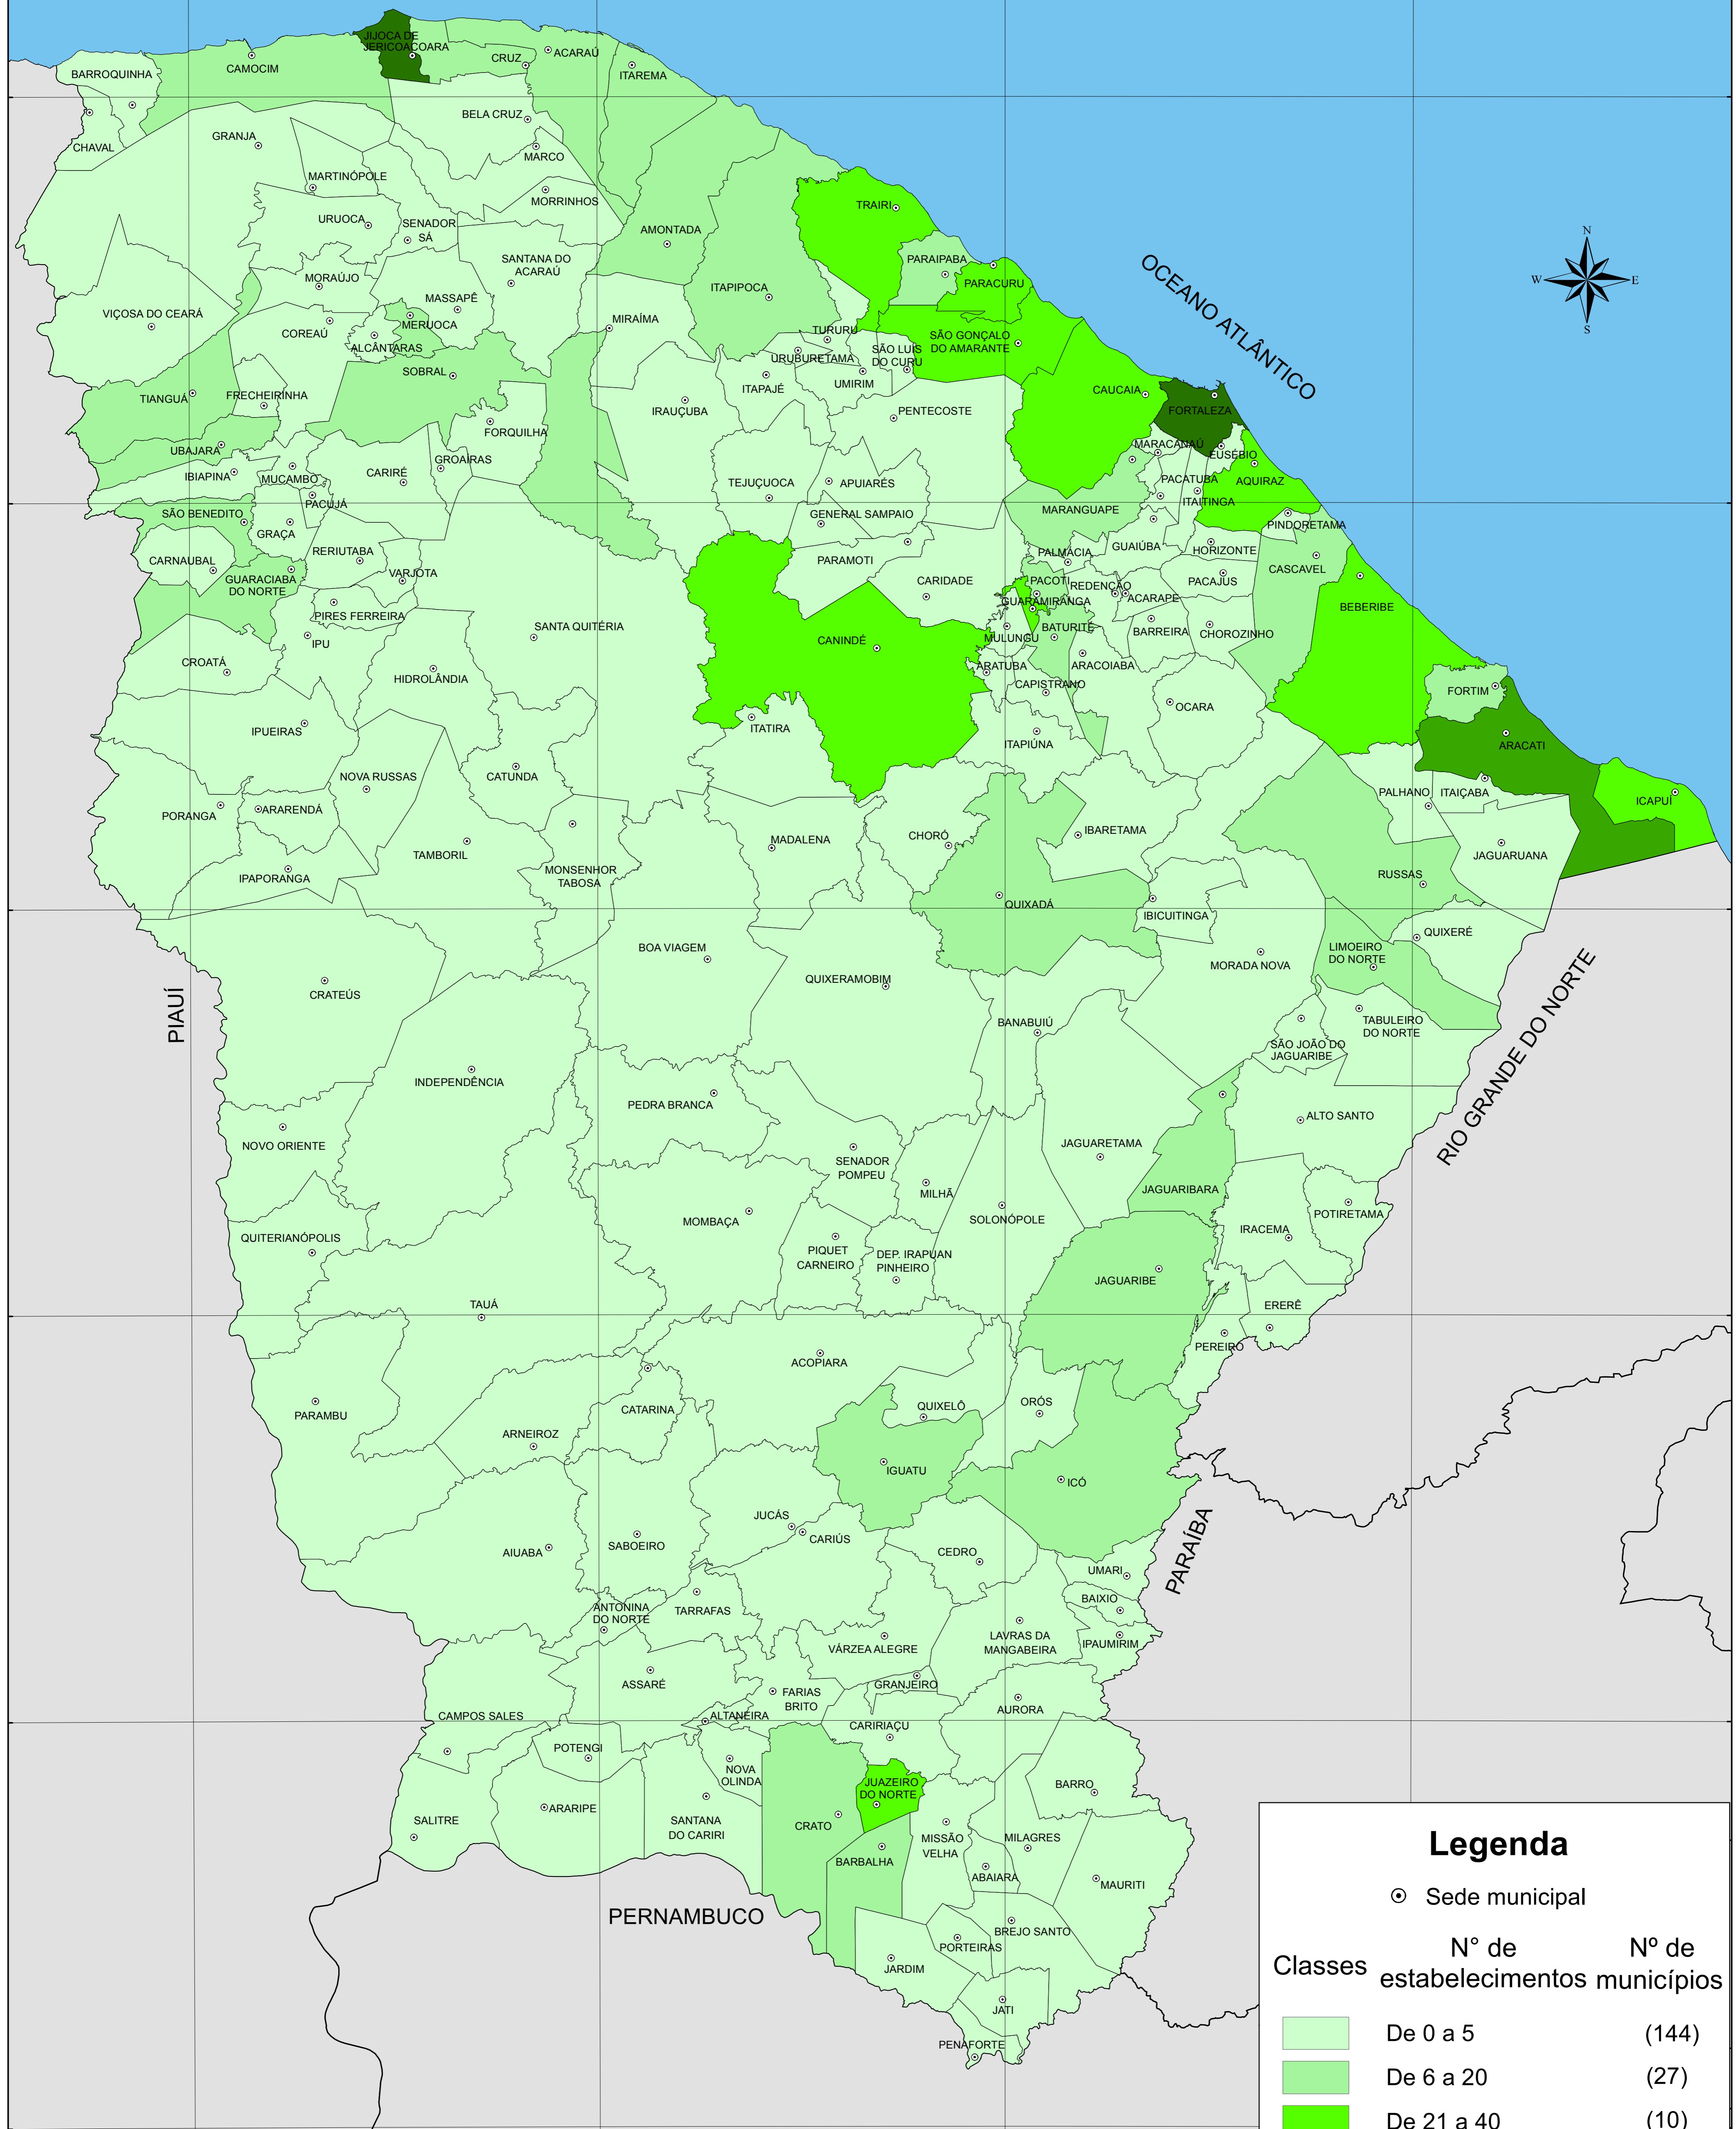 JIJOCA DE
JERICOACOARA
CRUZ
ACARAÚ
CAMOCIM
ITAREMA
BARROQUINHA
BELA CRUZ
GRANJA
CHAVAL
MARCO
MARTINÓPOLE
MORRINHOS
TRAIRI
URUOCA
SENADOR
SÁ
AMONTADA
SANTANA DO
ACARAÚ
PARAIPABA
N
W
E
S
OCEANO ATLÂNTICO
MORAÚJO
PARACURU
ITAPIPOCA
MASSAPÊ
VIÇOSA DO CEARÁ
MIRAÍMA
MERUOCA
COREAÚ
TURURU
SÃO GONÇALO
DO AMARANTE
ALCÂNTARAS
URUBURETAMA
SÃO LUIS
DO CURU
SOBRAL
ITAPAJÉ
UMIRIM
CAUCAIA
TIANGUÁ
FRECHEIRINHA
IRAUÇUBA
PENTECOSTE
FORTALEZA
FORQUILHA
MARACANAÚ
UBAJARA
EUSÉBIO
GROAÍRAS
IBIAPINA
MUCAMBO
CARIRÉ
PACATUBA
AQUIRAZ
TEJUÇUOCA
APUIARÉS
PACUJÁ
ITAITINGA
SÃO BENEDITO
GENERAL SAMPAIO
MARANGUAPE
PINDORETAMA
GRAÇA
RERIUTABA
PALMÁCIA
GUAIÚBA
HORIZONTE
CARNAUBAL
PARAMOTI
VARJOTA
CASCAVEL
GUARACIABA
DO NORTE
CARIDADE
PACOTI
REDENÇÃO
PACAJUS
GUARAMIRANGA
ACARAPE
BEBERIBE
PIRES FERREIRA
SANTA QUITÉRIA
MULUNGU
BATURITÉ
BARREIRA
CHOROZINHO
IPU
CANINDÉ
CROATÁ
ARATUBA
ARACOIABA
HIDROLÂNDIA
CAPISTRANO
FORTIM
OCARA
IPUEIRAS
ITATIRA
ITAPIÚNA
ARACATI
NOVA RUSSAS
CATUNDA
PALHANO
ITAIÇABA
ICAPUÍ
PORANGA
ARARENDÁ
MADALENA
CHORÓ
IBARETAMA
TAMBORIL
JAGUARUANA
IPAPORANGA
MONSENHOR
TABOSA
RUSSAS
QUIXADÁ
IBICUITINGA
QUIXERÉ
BOA VIAGEM
LIMOEIRO
DO NORTE
MORADA NOVA
QUIXERAMOBIM
CRATEÚS
PIAUÍ
RIO GRANDE DO NORTE
BANABUIÚ
TABULEIRO
DO NORTE
SÃO JOÃO DO
JAGUARIBE
INDEPENDÊNCIA
PEDRA BRANCA
ALTO SANTO
NOVO ORIENTE
JAGUARETAMA
SENADOR
POMPEU
JAGUARIBARA
MILHÃ
POTIRETAMA
MOMBAÇA
SOLONÓPOLE
IRACEMA
QUITERIANÓPOLIS
PIQUET
CARNEIRO
DEP. IRAPUAN
PINHEIRO
JAGUARIBE
TAUÁ
ERERÊ
PEREIRO
ACOPIARA
PARAMBU
CATARINA
QUIXELÔ
ORÓS
ARNEIROZ
IGUATU
ICÓ
JUCÁS
CARIÚS
SABOEIRO
AIUABA
CEDRO
PARAÍBA
UMARI
BAIXIO
ANTONINA
DO NORTE
TARRAFAS
LAVRAS DA
MANGABEIRA
VÁRZEA ALEGRE
IPAUMIRIM
ASSARÉ
GRANJEIRO
FARIAS
BRITO
AURORA
CAMPOS SALES
ALTANEIRA
CARIRIAÇU
POTENGI
NOVA
OLINDA
JUAZEIRO
DO NORTE
BARRO
ARARIPE
SALITRE
SANTANA
DO CARIRI
CRATO
MISSÃO
VELHA
MILAGRES
BARBALHA
ABAIARA
MAURITI
PERNAMBUCO
BREJO SANTO
PORTEIRAS
JARDIM
JATI
PENAFORTE
Legenda
Sede municipal
Classes
N° de
estabelecimentos
Nº de
municípios
De 0 a 5 (144)
De 6 a 20 (27)
De 21 a 40 (10)